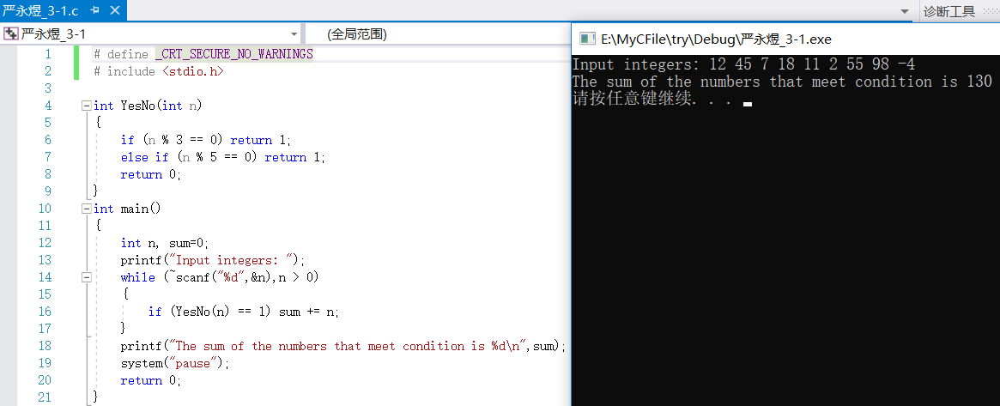 严永煜_3-1.c
诊断工具
严永煜_3-1
(全局范围)
1 # define _CRT_SECURE_NO_WARNINGS
2 # include <stdio.h>
3
4 int YesNo(int n)
5 {
6 if (n % 3 == 0) return 1;
7 else if (n % 5 == 0) return 1;
8 return 0;
9 }
10 int main()
11 {
12 int n, sum=0;
13 printf("Input integers: ");
14 while (~scanf("%d",&n),n > 0)
15 {
16 if (YesNo(n) == 1) sum += n;
17 }
18 printf("The sum of the numbers that meet condition is %d\n",sum);
19 system("pause");
20 return 0;
21 }
E:\MyCFile\try\Debug\严永煜_3-1.exe
Input integers: 12 45 7 18 11 2 55 98 -4
The sum of the numbers that meet condition is 130
请按任意键继续. . .